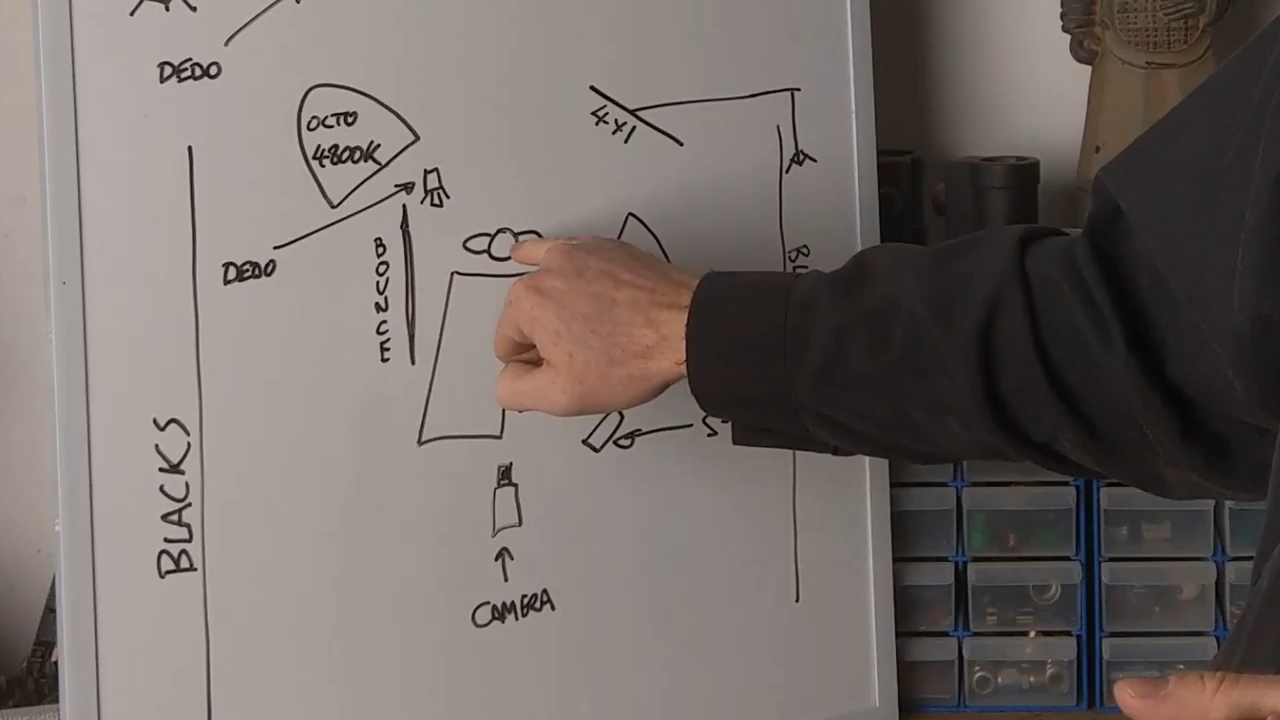 DEDO
OCTO
4800K
4x1
DEDO
BOUNCE
BLACKS
CAMERA